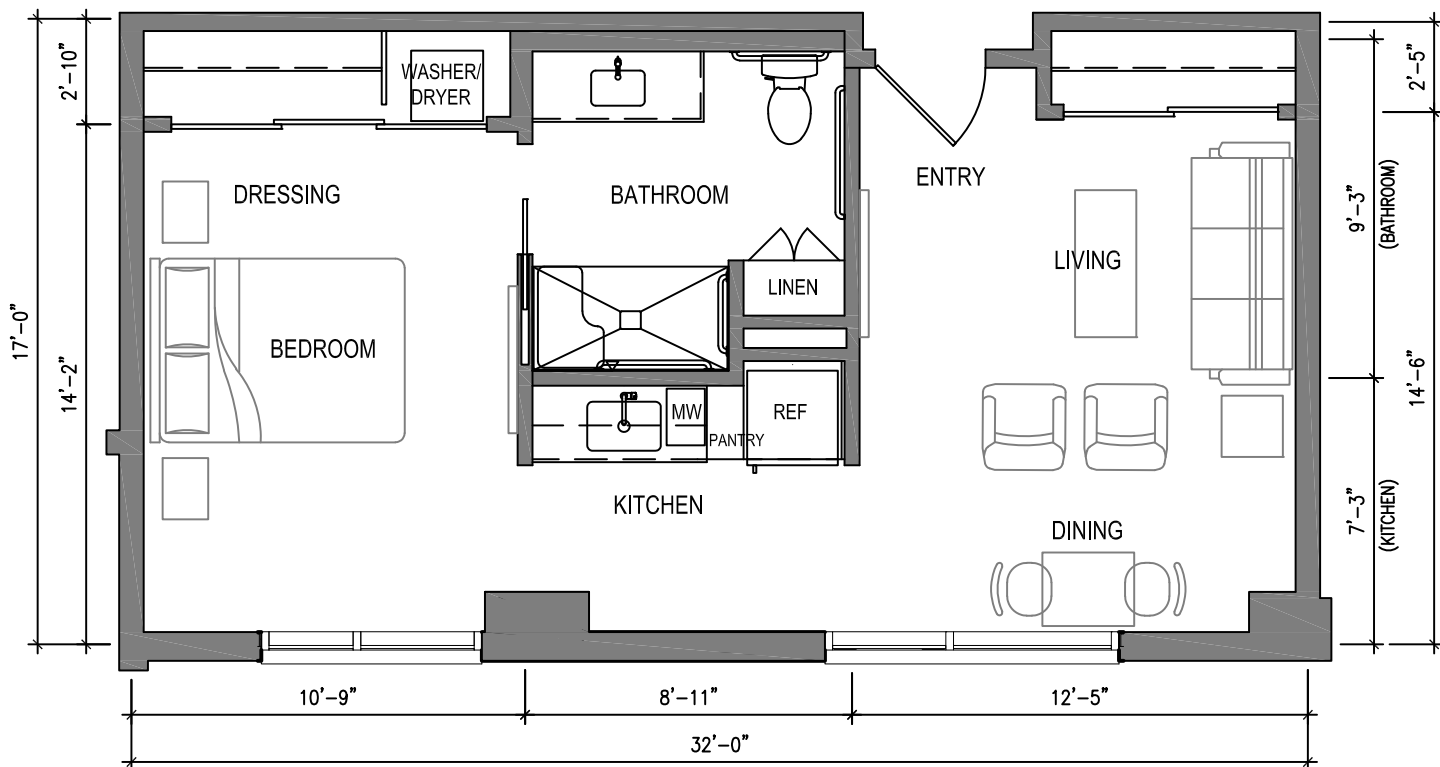 WASHER/
DRYER
DRESSING
BATHROOM
ENTRY
LIVING
LINEN
BEDROOM
MW
REF
PANTRY
KITCHEN
DINING
2'-10"
17'-0"
14'-2"
2'-5"
9'-3"
(BATHROOM)
14'-6"
7'-3"
(KITCHEN)
10'-9"
8'-11"
12'-5"
32'-0"